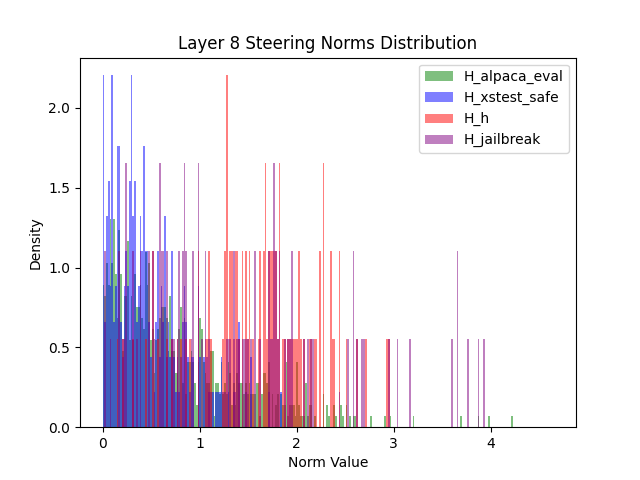 Layer 8 Steering Norms Distribution
H_alpaca_eval
H_xstest_safe
H_h
H_jailbreak
Density
2.0
1.5
1.0
0.5
0.0
0
1
2
3
4
Norm Value